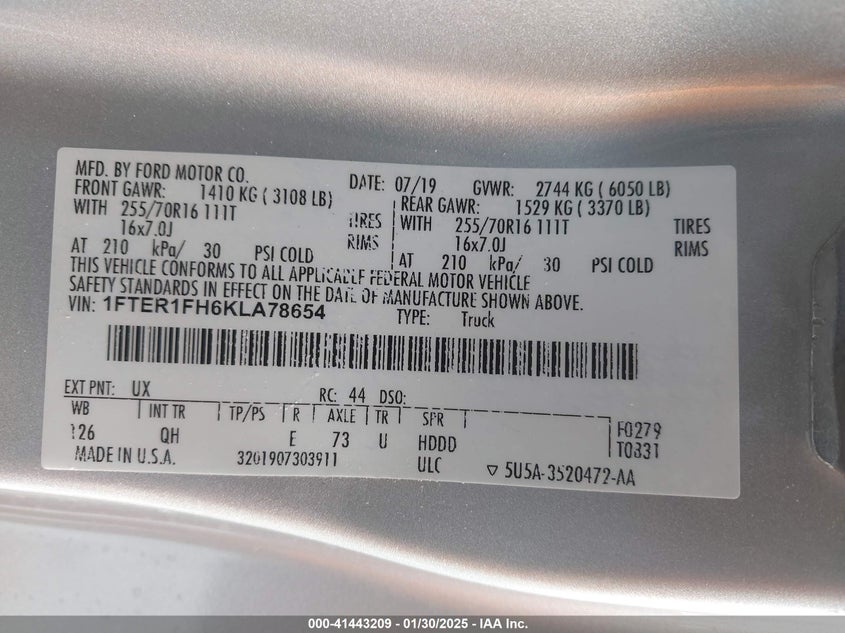 MFD. BY FORD MOTOR CO. DATE: 07/19 GVWR: 2744 KG ( 6050 LB)
FRONT GAWR: 1410 KG ( 3108 LB) REAR GAWR: 1529 KG ( 3370 LB)
WITH 255/70R16 111T TIRES WITH 255/70R16 111T TIRES
16x7.0J RIMS 16x7.0J RIMS
AT 210 kPa/ 30 PSI COLD AT 210 kPa/ 30 PSI COLD
THIS VEHICLE CONFORMS TO ALL APPLICABLE FEDERAL MOTOR VEHICLE
SAFETY STANDARDS IN EFFECT ON THE DATE OF MANUFACTURE SHOWN ABOVE.
VIN: 1FTER1FH6KLA78654 TYPE: Truck
EXT PNT: UX RC: 44 DSO:
WB INT TR TP/PS R AXLE TR SPR F0279
126 QH E 73 U HDDD T0831
MADE IN U.S.A. 3201907303911 ULC ▽ 5U5A-3520472-AA
000-41443209 - 01/30/2025 - IAA Inc.